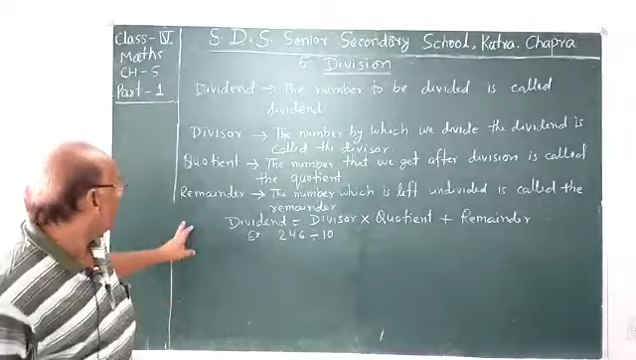 Class-IV
Maths
CH-5
Part-1
S. D. S. Senior Secondary School, Kutra. Chapra
5. Division
Dividend → The number to be divided is called
dividend
Divisor → The number by which we divide the dividend is
called the divisor
Quotient → The number that we get after division is called
the quotient
Remainder → The number which is left undivided is called the
remainder
Dividend = Divisor × Quotient + Remainder
Ex 246 ÷ 10